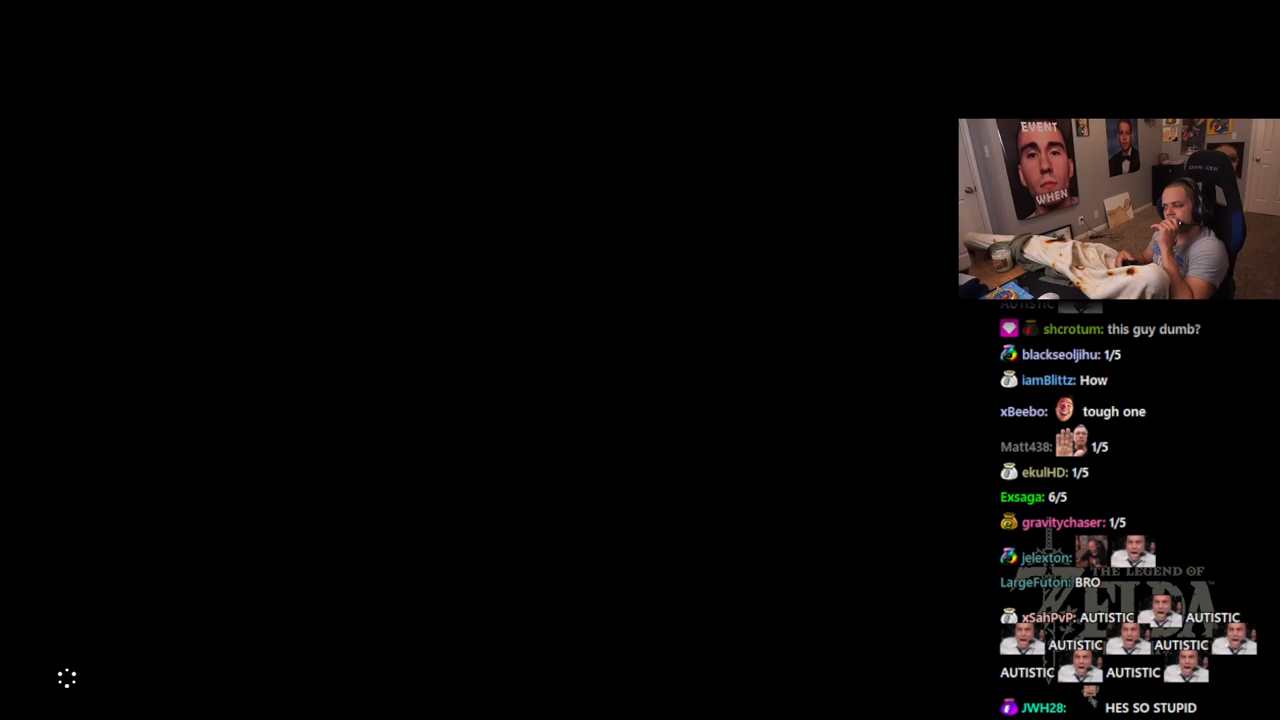 EVENT
WHEN
AUTISTIC
shcrotum: this guy dumb?
blackseoljihu: 1/5
iamBlittz: How
xBeebo: tough one
Matt438: 1/5
ekulHD: 1/5
Exsaga: 6/5
gravitychaser: 1/5
jelexton:
THE LEGEND OF
LargeFuton: BRO
ZELDA
xSahPvP: AUTISTIC AUTISTIC
AUTISTIC AUTISTIC
AUTISTIC AUTISTIC
JWH28: HES SO STUPID